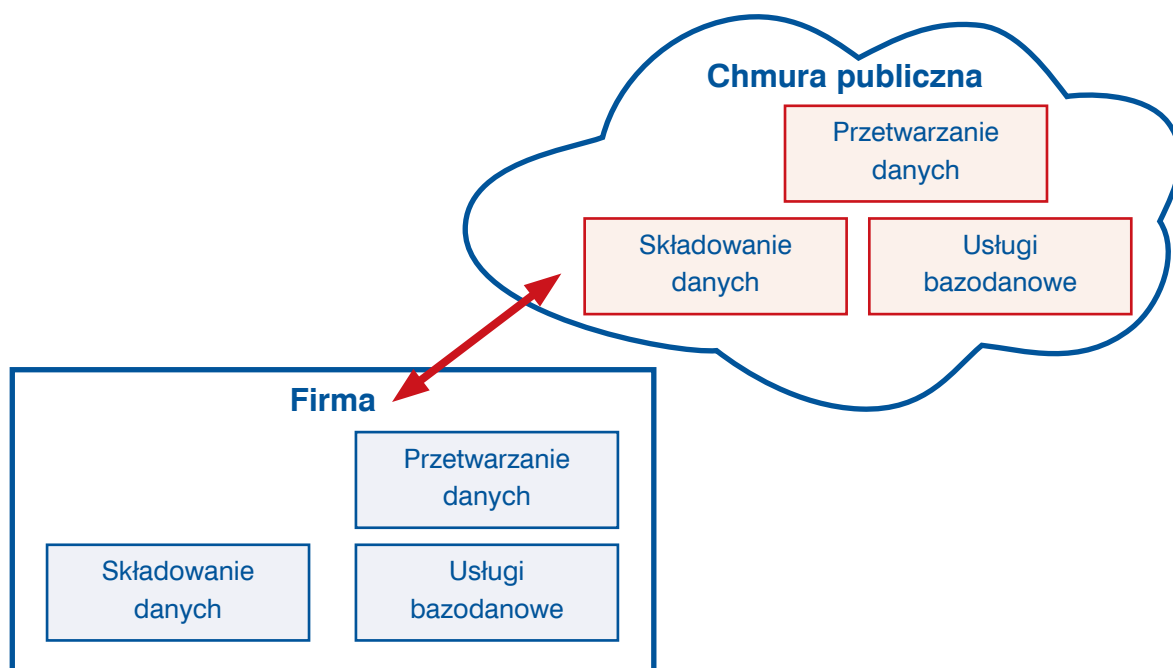 Chmura publiczna
Przetwarzanie
danych
Składowanie
danych
Usługi
bazodanowe
Firma
Przetwarzanie
danych
Składowanie
danych
Usługi
bazodanowe